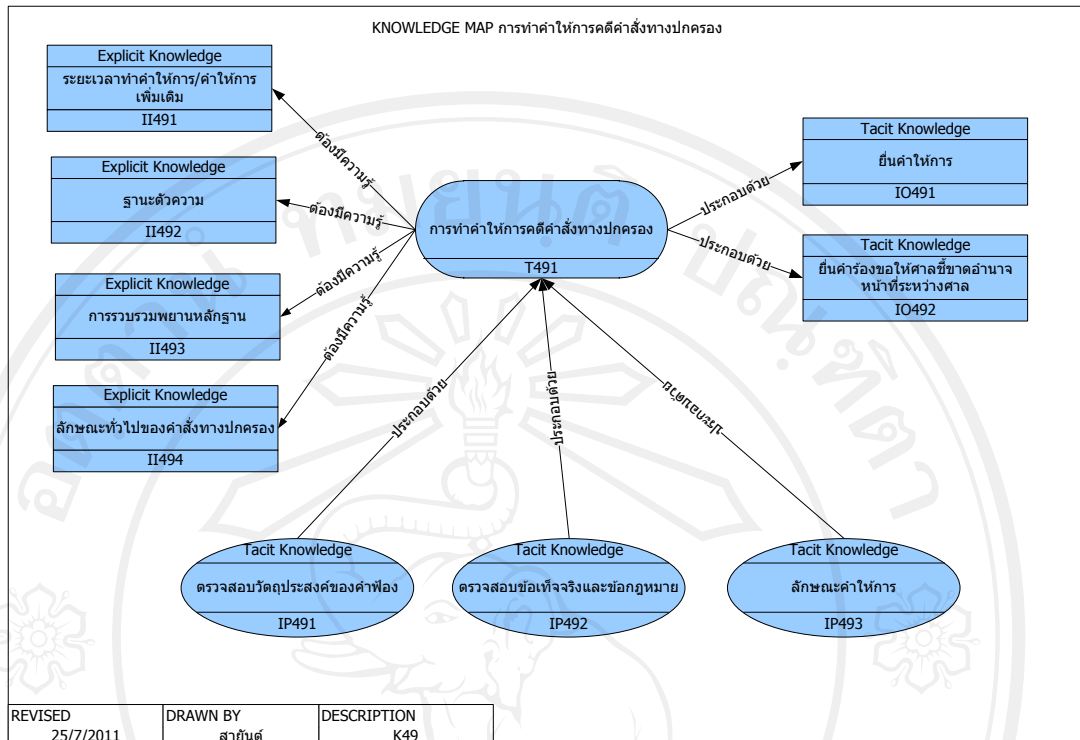 KNOWLEDGE MAP การทำคำให้การคดีคำสั่งทางปกครอง
Explicit Knowledge
ระยะเวลาทำคำให้การ/คำให้การ
เพิ่มเติม
II491
Explicit Knowledge
ฐานะตัวความ
II492
Explicit Knowledge
การรวบรวมพยานหลักฐาน
II493
Explicit Knowledge
ลักษณะทั่วไปของคำสั่งทางปกครอง
II494
ต้องมีความรู้
ต้องมีความรู้
ต้องมีความรู้
ต้องมีความรู้
การทำคำให้การคดีคำสั่งทางปกครอง
T491
ประกอบด้วย
ประกอบด้วย
Tacit Knowledge
ยื่นคำให้การ
IO491
Tacit Knowledge
ยื่นคำร้องขอให้ศาลชี้ขาดอำนาจ
หน้าที่ระหว่างศาล
IO492
ประกอบด้วย
ประกอบด้วย
ประกอบด้วย
Tacit Knowledge
ตรวจสอบวัตถุประสงค์ของคำฟ้อง
IP491
Tacit Knowledge
ตรวจสอบข้อเท็จจริงและข้อกฎหมาย
IP492
Tacit Knowledge
ลักษณะคำให้การ
IP493
REVISED
25/7/2011
DRAWN BY
สายันต์
DESCRIPTION
K49